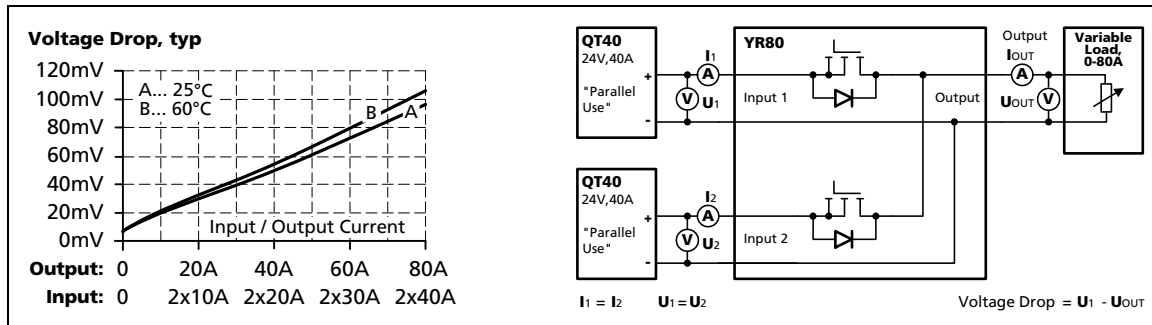 Voltage Drop, typ
120mV
100mV
80mV
60mV
40mV
20mV
0mV
A... 25°C
B... 60°C
B
A
Input / Output Current
Output: 0 20A 40A 60A 80A
Input: 0 2x10A 2x20A 2x30A 2x40A
QT40
24V,40A
"Parallel
Use"
+
-
I1
A
V U1
YR80
Input 1
Output
Output
IOUT
A
UOUT V
Variable
Load,
0-80A
QT40
24V,40A
"Parallel
Use"
+
-
I2
A
V U2
Input 2
I1 = I2 U1 = U2
Voltage Drop = U1 - UOUT